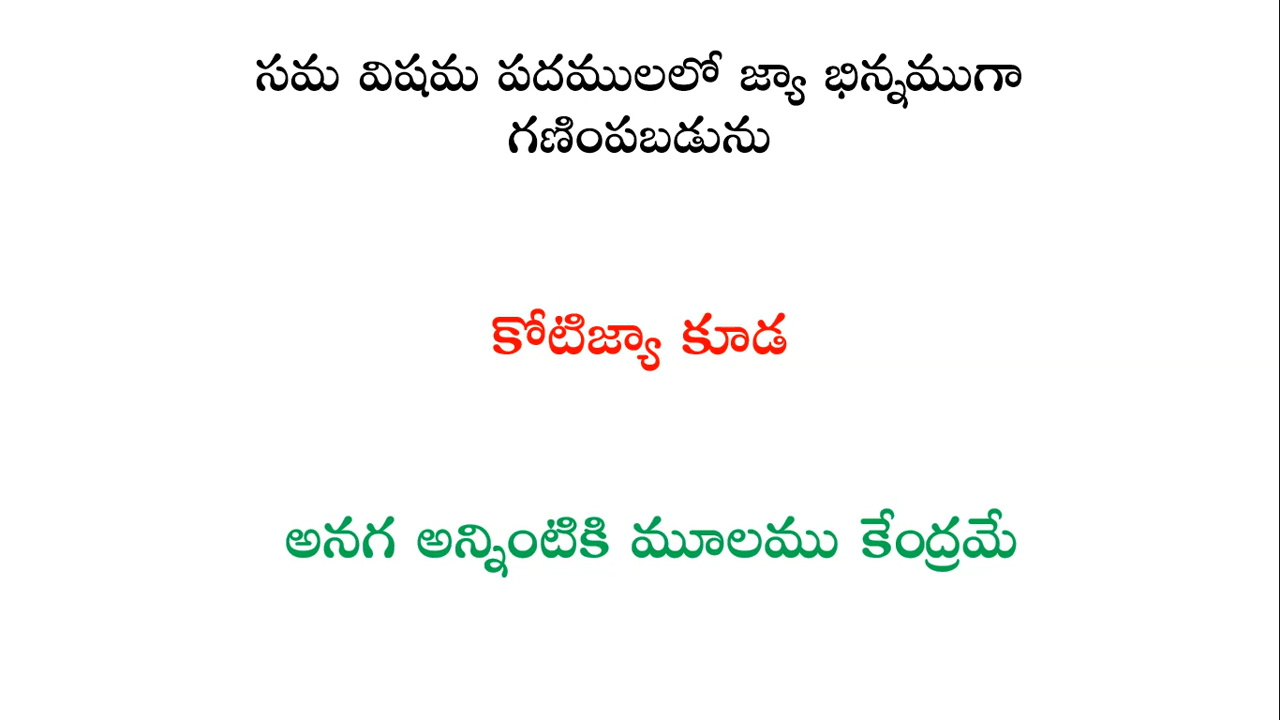 సమ విషమ పదములలో జ్యా భిన్నముగా
గణింపబడును
కోటిజ్యా కూడ
అనగ అన్నింటికి మూలము కేంద్రమే